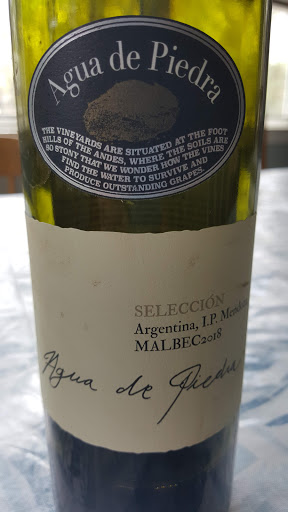 Agua de Piedra
THE VINEYARDS ARE SITUATED AT THE FOOT
HILLS OF THE ANDES, WHERE THE SOILS ARE
SO STONY THAT WE WONDER HOW THE VINES
FIND THE WATER TO SURVIVE AND
PRODUCE OUTSTANDING GRAPES.
SELECCIÓN
Argentina, I.P.
MALBEC2018
Agua de Piedra